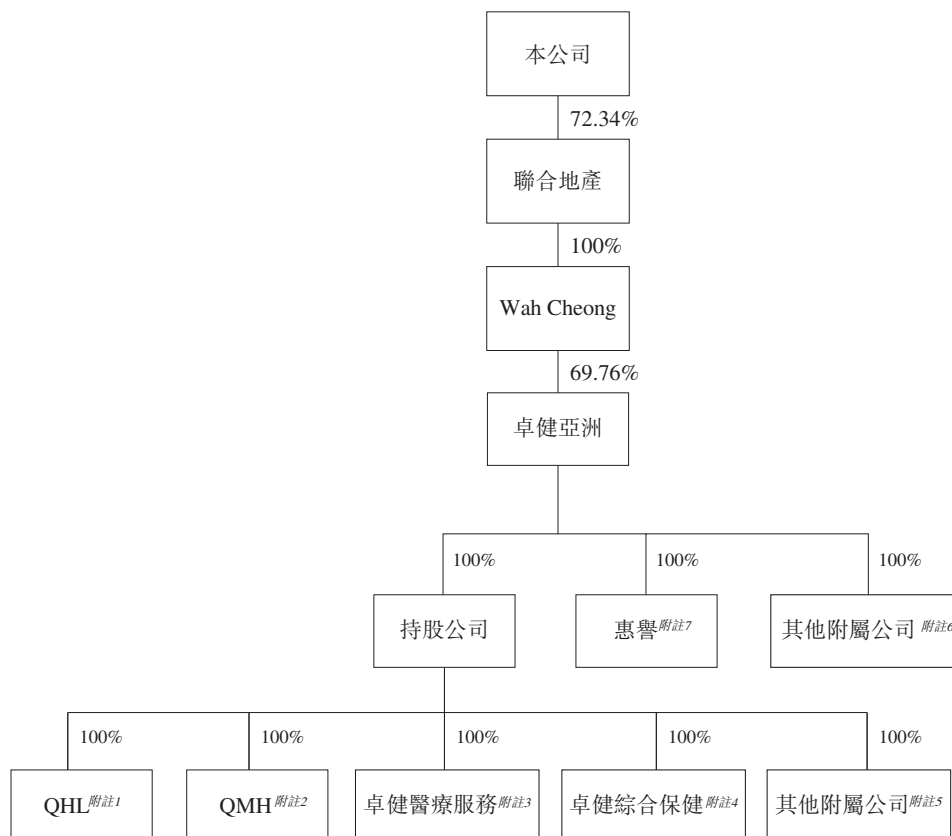 本公司
72.34%
聯合地產
100%
Wah Cheong
69.76%
卓健亞洲
100% 100% 100%
持股公司 惠譽附註7 其他附屬公司 附註6
100% 100% 100% 100% 100%
QHL附註1 QMH附註2 卓健醫療服務附註3 卓健綜合保健附註4 其他附屬公司附註5